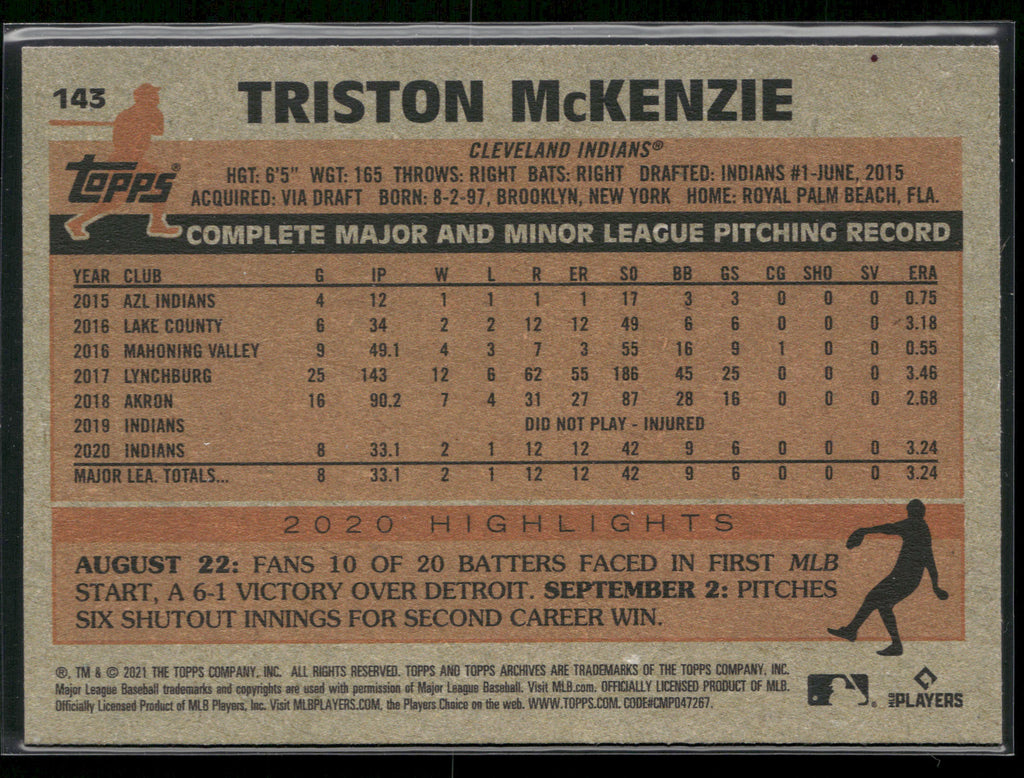 143
TRISTON McKENZIE
Topps®
CLEVELAND INDIANS®
HGT: 6'5" WGT: 165 THROWS: RIGHT BATS: RIGHT DRAFTED: INDIANS #1-JUNE, 2015
ACQUIRED: VIA DRAFT BORN: 8-2-97, BROOKLYN, NEW YORK HOME: ROYAL PALM BEACH, FLA.
COMPLETE MAJOR AND MINOR LEAGUE PITCHING RECORD
YEAR CLUB G IP W L R ER SO BB GS CG SHO SV ERA
2015 AZL INDIANS 4 12 1 1 1 1 17 3 3 0 0 0 0.75
2016 LAKE COUNTY 6 34 2 2 12 12 49 6 6 0 0 0 3.18
2016 MAHONING VALLEY 9 49.1 4 3 7 3 55 16 9 1 0 0 0.55
2017 LYNCHBURG 25 143 12 6 62 55 186 45 25 0 0 0 3.46
2018 AKRON 16 90.2 7 4 31 27 87 28 16 0 0 0 2.68
2019 INDIANS DID NOT PLAY - INJURED
2020 INDIANS 8 33.1 2 1 12 12 42 9 6 0 0 0 3.24
MAJOR LEA. TOTALS... 8 33.1 2 1 12 12 42 9 6 0 0 0 3.24
2020 HIGHLIGHTS
AUGUST 22: FANS 10 OF 20 BATTERS FACED IN FIRST MLB
START, A 6-1 VICTORY OVER DETROIT. SEPTEMBER 2: PITCHES
SIX SHUTOUT INNINGS FOR SECOND CAREER WIN.
®, TM & © 2021 THE TOPPS COMPANY, INC. ALL RIGHTS RESERVED. TOPPS AND TOPPS ARCHIVES ARE TRADEMARKS OF THE TOPPS COMPANY, INC.
Major League Baseball trademarks and copyrights are used with permission of Major League Baseball. Visit MLB.com. OFFICIALLY LICENSED PRODUCT OF MLB.
Officially Licensed Product of MLB Players, Inc. Visit MLBPLAYERS.COM, the Players Choice on the web. WWW.TOPPS.COM. CODE#CMP047267.
MLB PLAYERS